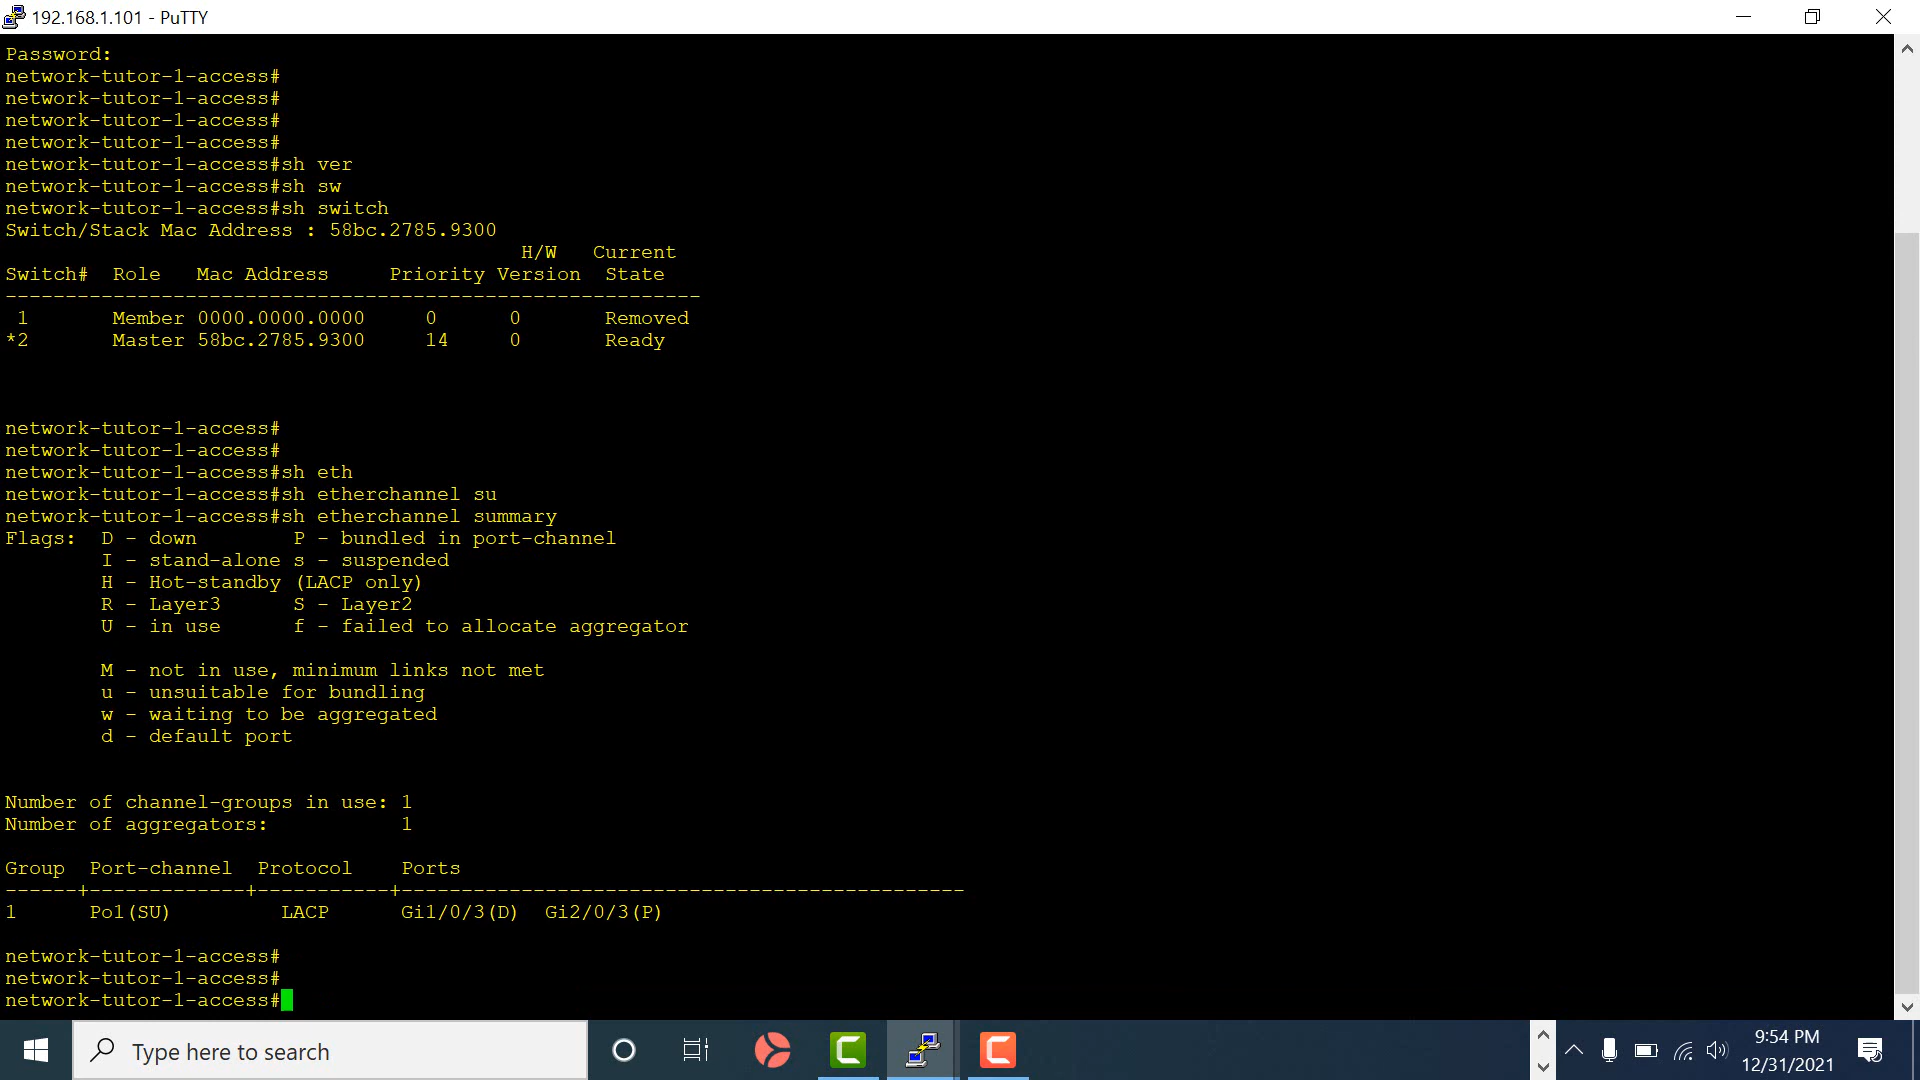 192.168.1.101 - PuTTY
Password:
network-tutor-1-access#
network-tutor-1-access#
network-tutor-1-access#
network-tutor-1-access#
network-tutor-1-access#sh ver
network-tutor-1-access#sh sw
network-tutor-1-access#sh switch
Switch/Stack Mac Address : 58bc.2785.9300
H/W Current
Switch# Role Mac Address Priority Version State
------------------------------------------------------------
1 Member 0000.0000.0000 0 0 Removed
*2 Master 58bc.2785.9300 14 0 Ready
network-tutor-1-access#
network-tutor-1-access#
network-tutor-1-access#sh eth
network-tutor-1-access#sh etherchannel su
network-tutor-1-access#sh etherchannel summary
Flags: D - down P - bundled in port-channel
I - stand-alone s - suspended
H - Hot-standby (LACP only)
R - Layer3 S - Layer2
U - in use f - failed to allocate aggregator
M - not in use, minimum links not met
u - unsuitable for bundling
w - waiting to be aggregated
d - default port
Number of channel-groups in use: 1
Number of aggregators: 1
Group Port-channel Protocol Ports
------+-------------+-----------+-----------------------------------------------
1 Po1(SU) LACP Gi1/0/3(D) Gi2/0/3(P)
network-tutor-1-access#
network-tutor-1-access#
network-tutor-1-access#
Type here to search
9:54 PM
12/31/2021